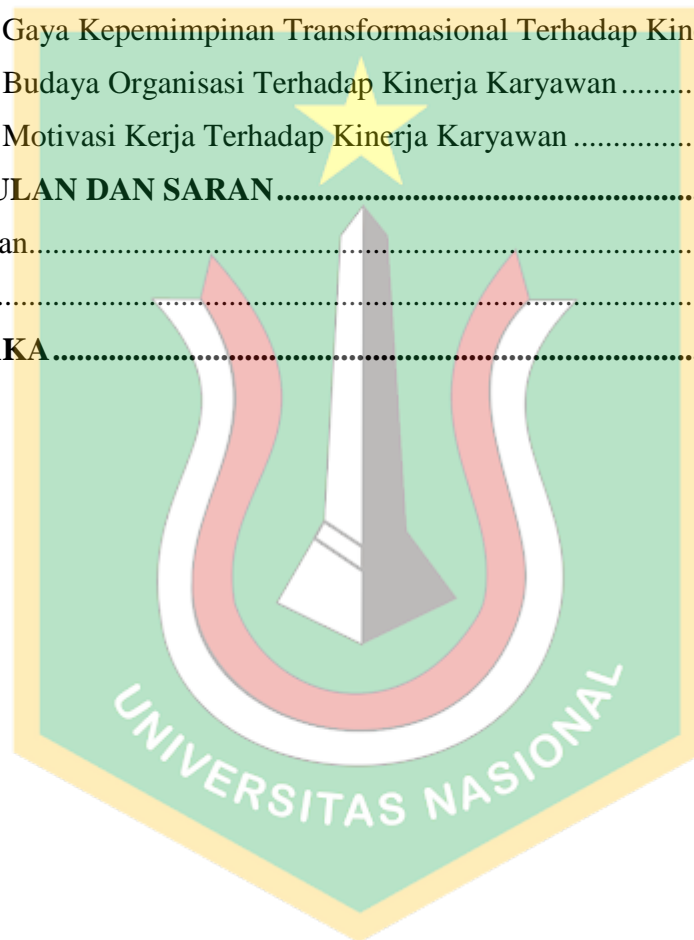 Gaya Kepemimpinan Transformasional Terhadap Kin
Budaya Organisasi Terhadap Kinerja Karyawan..........
Motivasi Kerja Terhadap Kinerja Karyawan................
ULAN DAN SARAN.........................................................
an.................................................................................................
.................................................................................................
KA.............................................................................................
UNIVERSITAS NASIONAL